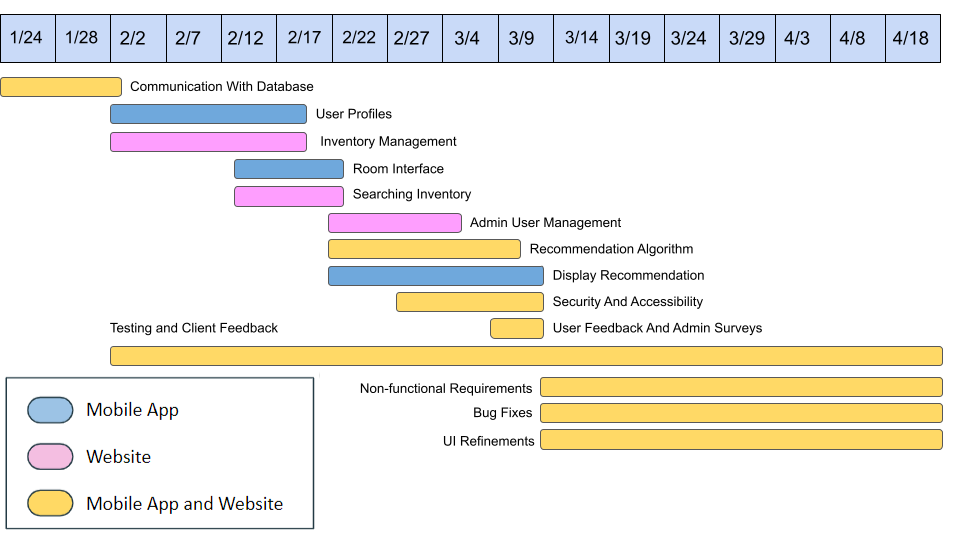 1/24 1/28 2/2 2/7 2/12 2/17 2/22 2/27 3/4 3/9 3/14 3/19 3/24 3/29 4/3 4/8 4/18
Communication With Database
User Profiles
Inventory Management
Room Interface
Searching Inventory
Admin User Management
Recommendation Algorithm
Display Recommendation
Security And Accessibility
Testing and Client Feedback User Feedback And Admin Surveys
Non-functional Requirements
Bug Fixes
UI Refinements
Mobile App
Website
Mobile App and Website